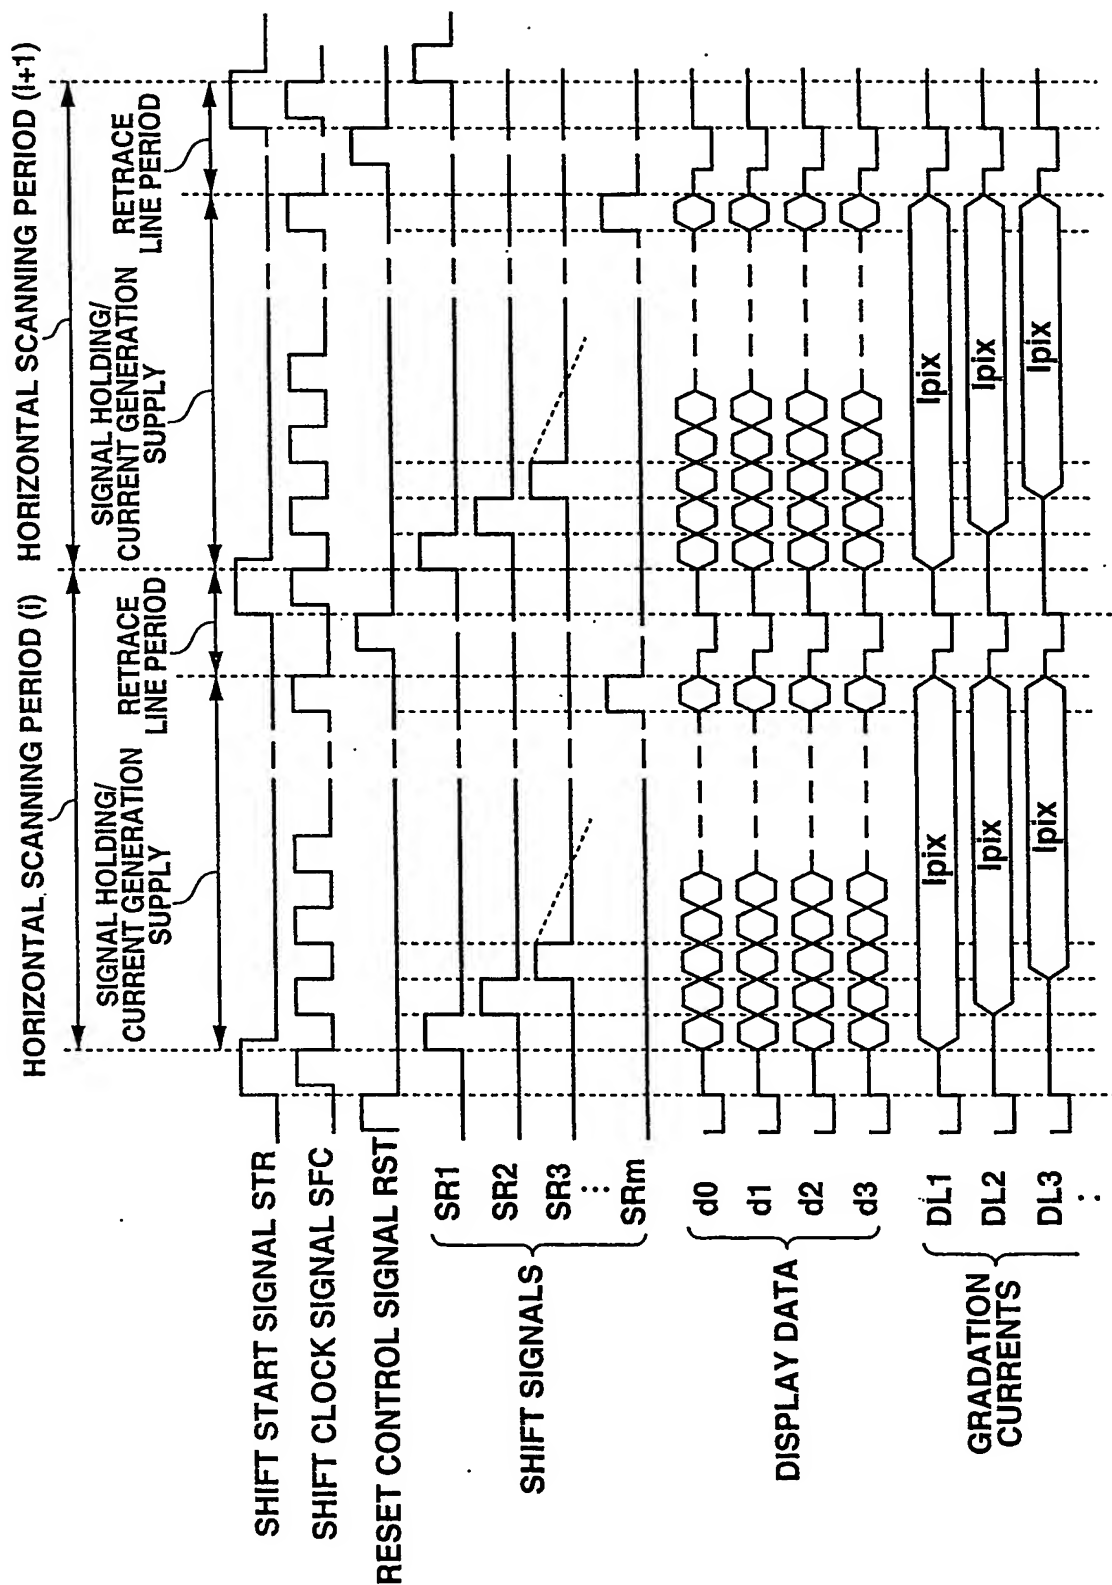 HORIZONTAL SCANNING PERIOD (i)
HORIZONTAL SCANNING PERIOD (i+1)
SIGNAL HOLDING/
CURRENT GENERATION
SUPPLY
RETRACE
LINE PERIOD
SIGNAL HOLDING/
CURRENT GENERATION
SUPPLY
RETRACE
LINE PERIOD
SHIFT START SIGNAL STR
SHIFT CLOCK SIGNAL SFC
RESET CONTROL SIGNAL RST
SHIFT SIGNALS
SR1
SR2
SR3
:
SRm
DISPLAY DATA
d0
d1
d2
d3
GRADATION
CURRENTS
DL1
Ipix
Ipix
DL2
Ipix
Ipix
DL3
Ipix
Ipix
: